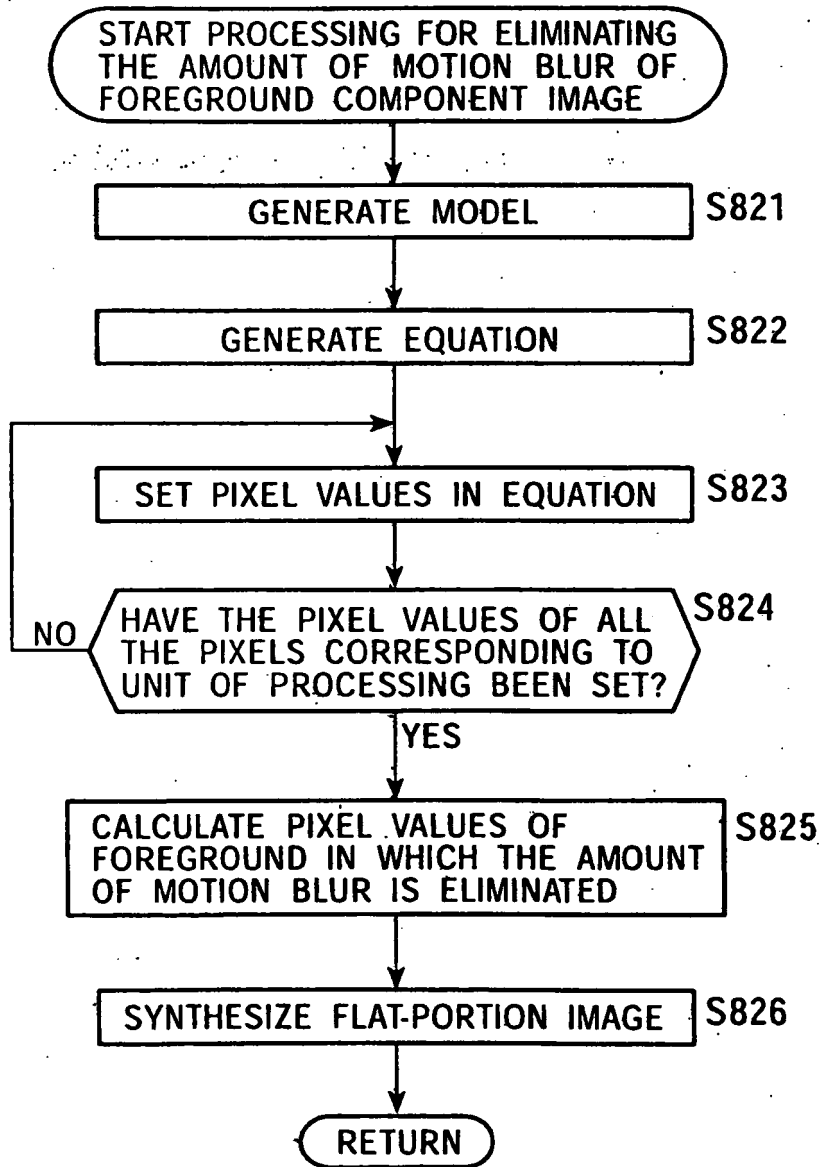 START PROCESSING FOR ELIMINATING
THE AMOUNT OF MOTION BLUR OF
FOREGROUND COMPONENT IMAGE
GENERATE MODEL
S821
GENERATE EQUATION
S822
SET PIXEL VALUES IN EQUATION
S823
S824
HAVE THE PIXEL VALUES OF ALL
THE PIXELS CORRESPONDING TO
UNIT OF PROCESSING BEEN SET?
NO
YES
CALCULATE PIXEL VALUES OF
FOREGROUND IN WHICH THE AMOUNT
OF MOTION BLUR IS ELIMINATED
S825
SYNTHESIZE FLAT-PORTION IMAGE
S826
RETURN